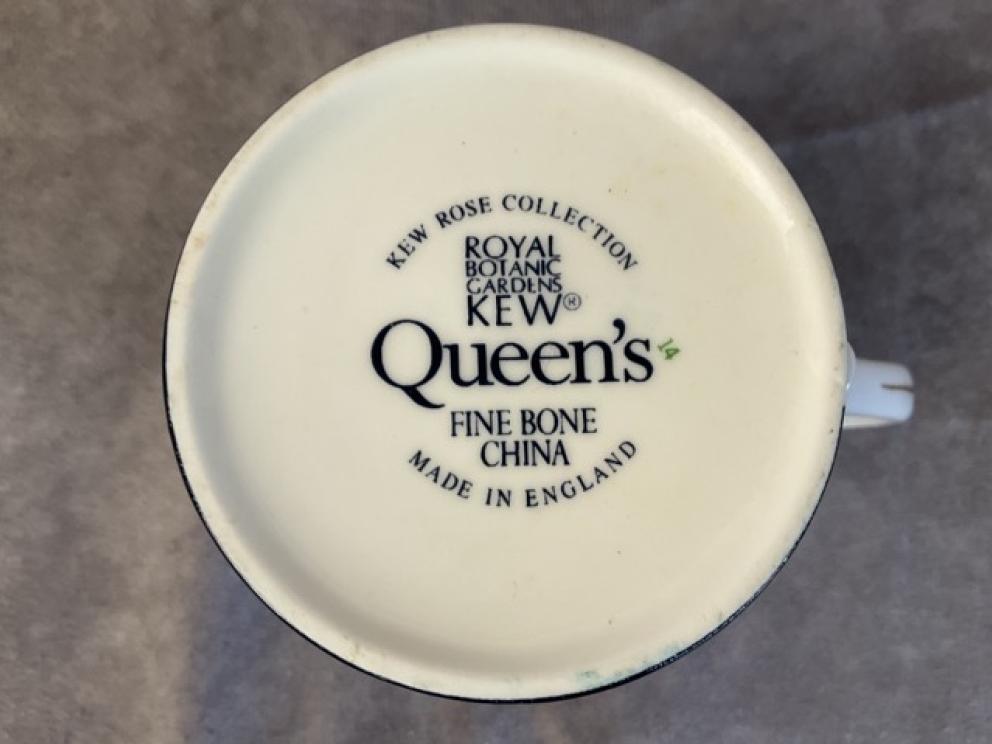 KEW ROSE COLLECTION
ROYAL
BOTANIC
GARDENS
KEW®
Queen's
14
FINE BONE
CHINA
MADE IN ENGLAND